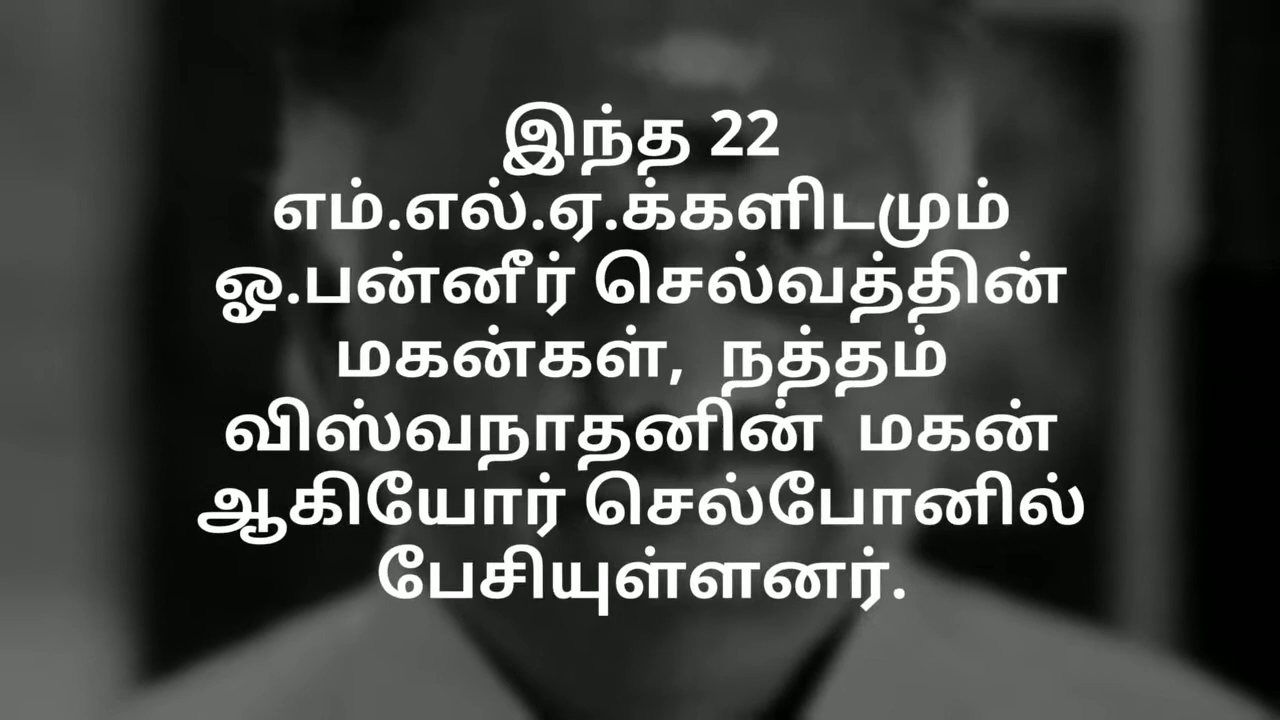 இந்த 22
எம்.எல்.ஏ.க்களிடமும்
ஓ.பன்னீர் செல்வத்தின்
மகன்கள், நத்தம்
விஸ்வநாதனின் மகன்
ஆகியோர் செல்போனில்
பேசியுள்ளனர்.